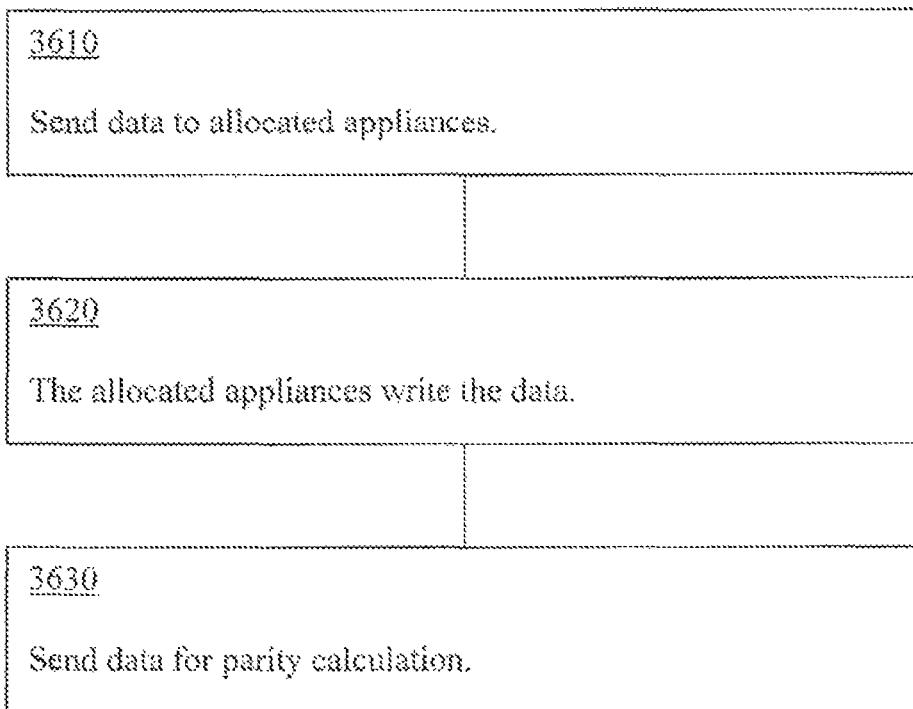 3610
Send data to allocated appliances.
3620
The allocated appliances write the data.
3630
Send data for parity calculation.